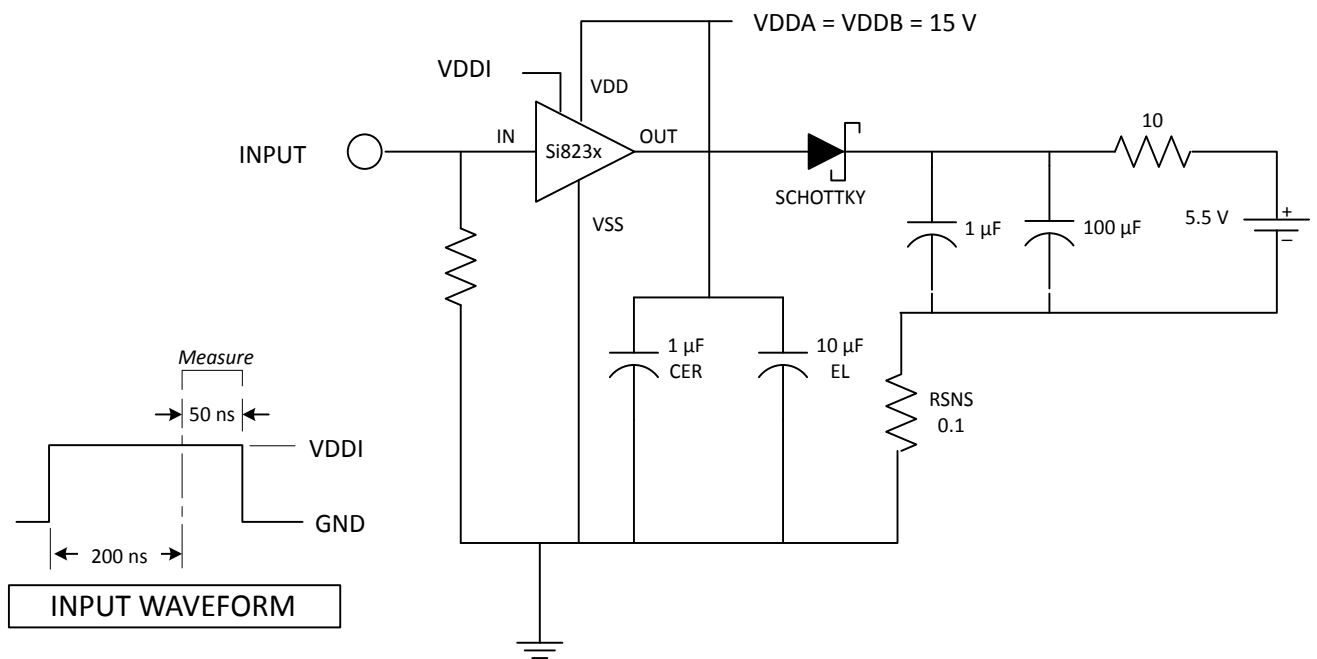 VDDA = VDDB = 15 V
VDDI
VDD
10
INPUT
IN
Si823x
OUT
SCHOTTKY
VSS
1 µF
100 µF
5.5 V
+
–
1 µF
CER
10 µF
EL
RSNS
0.1
Measure
50 ns
VDDI
GND
200 ns
INPUT WAVEFORM